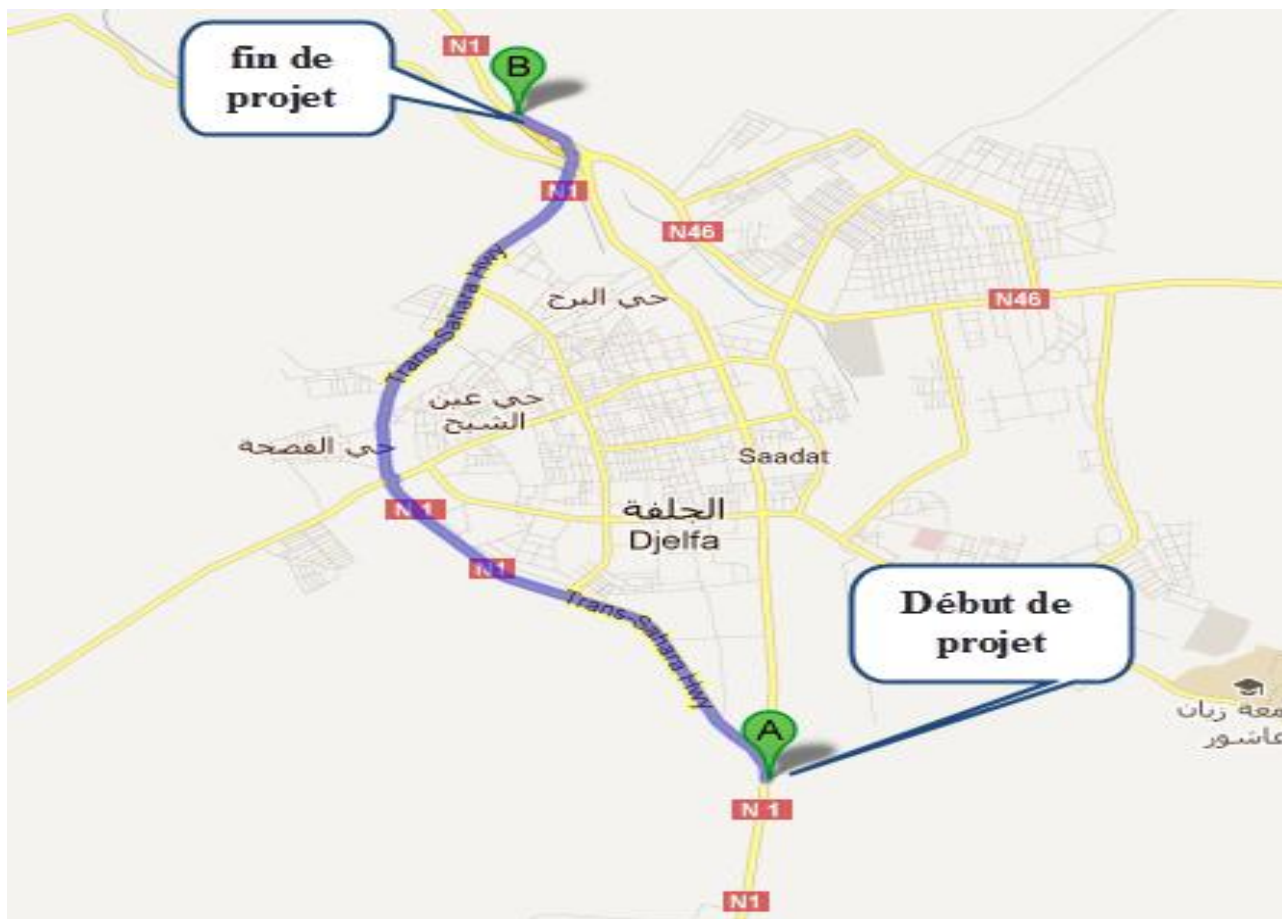 N1
fin de
projet
B
N1
N46
N46
حي البرج
Trans-Sahara Hwy
حي عين
الشيح
حي الفصحة
Saadat
N 1
الجلفة
Djelfa
N1
Trans-Sahara Hwy
Début de
projet
A
زيان
عاشور
N 1
N1